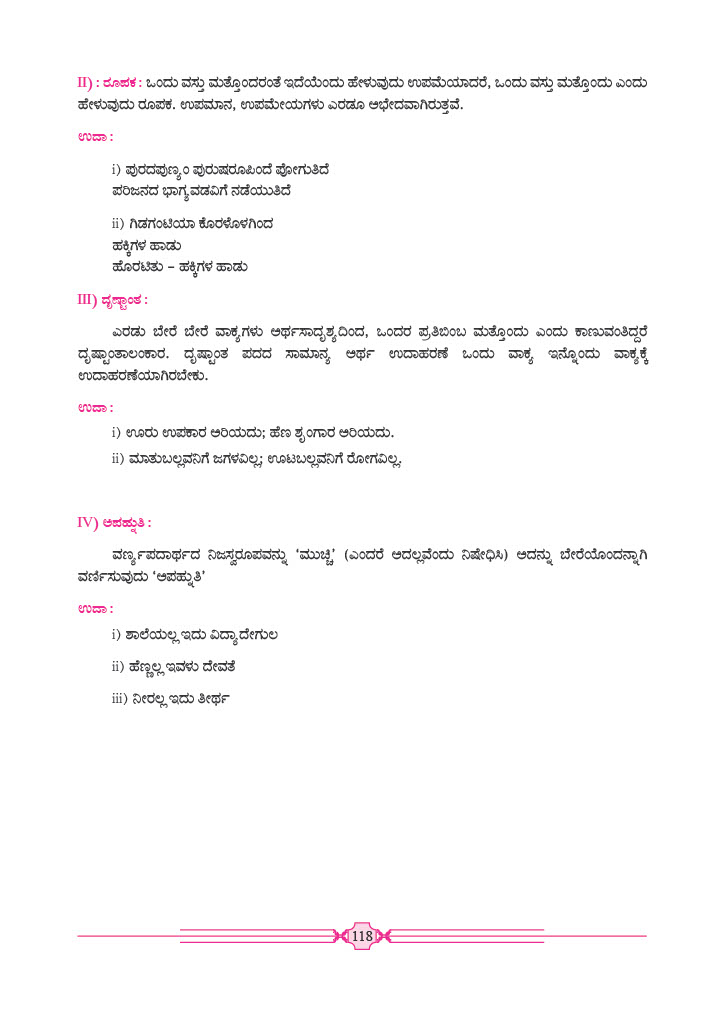 II) : ರೂಪಕ : ಒಂದು ವಸ್ತು ಮತ್ತೊಂದರಂತೆ ಇದೆಯೆಂದು ಹೇಳುವುದು ಉಪಮೆಯಾದರೆ, ಒಂದು ವಸ್ತು ಮತ್ತೊಂದು ಎಂದು
ಹೇಳುವುದು ರೂಪಕ. ಉಪಮಾನ, ಉಪಮೇಯಗಳು ಎರಡೂ ಅಭೇದವಾಗಿರುತ್ತವೆ.
ಉದಾ :
i) ಪುರದಪುಣ್ಯಂ ಪುರುಷರೂಪಿಂದೆ ಪೋಗುತಿದೆ
ಪರಿಜನದ ಭಾಗ್ಯವಡವಿಗೆ ನಡೆಯುತಿದೆ
ii) ಗಿಡಗಂಟಿಯಾ ಕೊರಳೊಳಗಿಂದ
ಹಕ್ಕಿಗಳ ಹಾಡು
ಹೊರಟಿತು – ಹಕ್ಕಿಗಳ ಹಾಡು
III) ದೃಷ್ಟಾಂತ :
ಎರಡು ಬೇರೆ ಬೇರೆ ವಾಕ್ಯಗಳು ಅರ್ಥಸಾದೃಶ್ಯದಿಂದ, ಒಂದರ ಪ್ರತಿಬಿಂಬ ಮತ್ತೊಂದು ಎಂದು ಕಾಣುವಂತಿದ್ದರೆ
ದೃಷ್ಟಾಂತಾಲಂಕಾರ. ದೃಷ್ಟಾಂತ ಪದದ ಸಾಮಾನ್ಯ ಅರ್ಥ ಉದಾಹರಣೆ ಒಂದು ವಾಕ್ಯ ಇನ್ನೊಂದು ವಾಕ್ಯಕ್ಕೆ
ಉದಾಹರಣೆಯಾಗಿರಬೇಕು.
ಉದಾ :
i) ಊರು ಉಪಕಾರ ಅರಿಯದು; ಹೆಣ ಶೃಂಗಾರ ಅರಿಯದು.
ii) ಮಾತುಬಲ್ಲವನಿಗೆ ಜಗಳವಿಲ್ಲ; ಊಟಬಲ್ಲವನಿಗೆ ರೋಗವಿಲ್ಲ.
IV) ಅಪಹ್ನುತಿ :
ವರ್ಣ್ಯಪದಾರ್ಥದ ನಿಜಸ್ವರೂಪವನ್ನು ‘ಮುಚ್ಚಿ’ (ಎಂದರೆ ಅದಲ್ಲವೆಂದು ನಿಷೇಧಿಸಿ) ಅದನ್ನು ಬೇರೆಯೊಂದನ್ನಾಗಿ
ವರ್ಣಿಸುವುದು ‘ಅಪಹ್ನುತಿ’
ಉದಾ :
i) ಶಾಲೆಯಲ್ಲ ಇದು ವಿದ್ಯಾದೇಗುಲ
ii) ಹೆಣ್ಣಲ್ಲ ಇವಳು ದೇವತೆ
iii) ನೀರಲ್ಲ ಇದು ತೀರ್ಥ
118